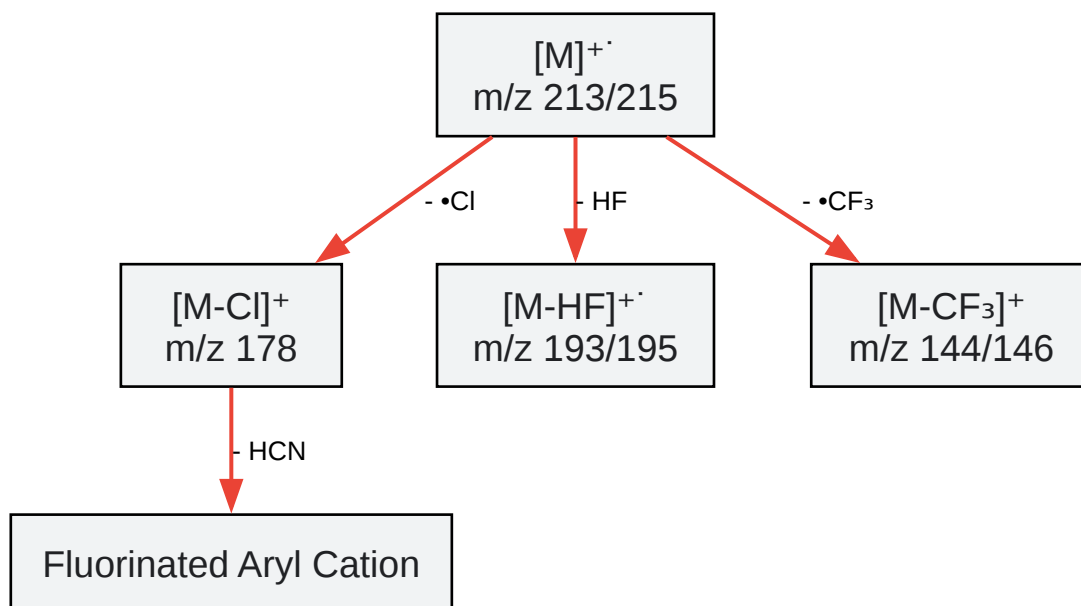 [M]⁺˙
m/z 213/215
- •Cl
- HF
- •CF₃
[M-Cl]⁺
m/z 178
[M-HF]⁺˙
m/z 193/195
[M-CF₃]⁺
m/z 144/146
- HCN
Fluorinated Aryl Cation